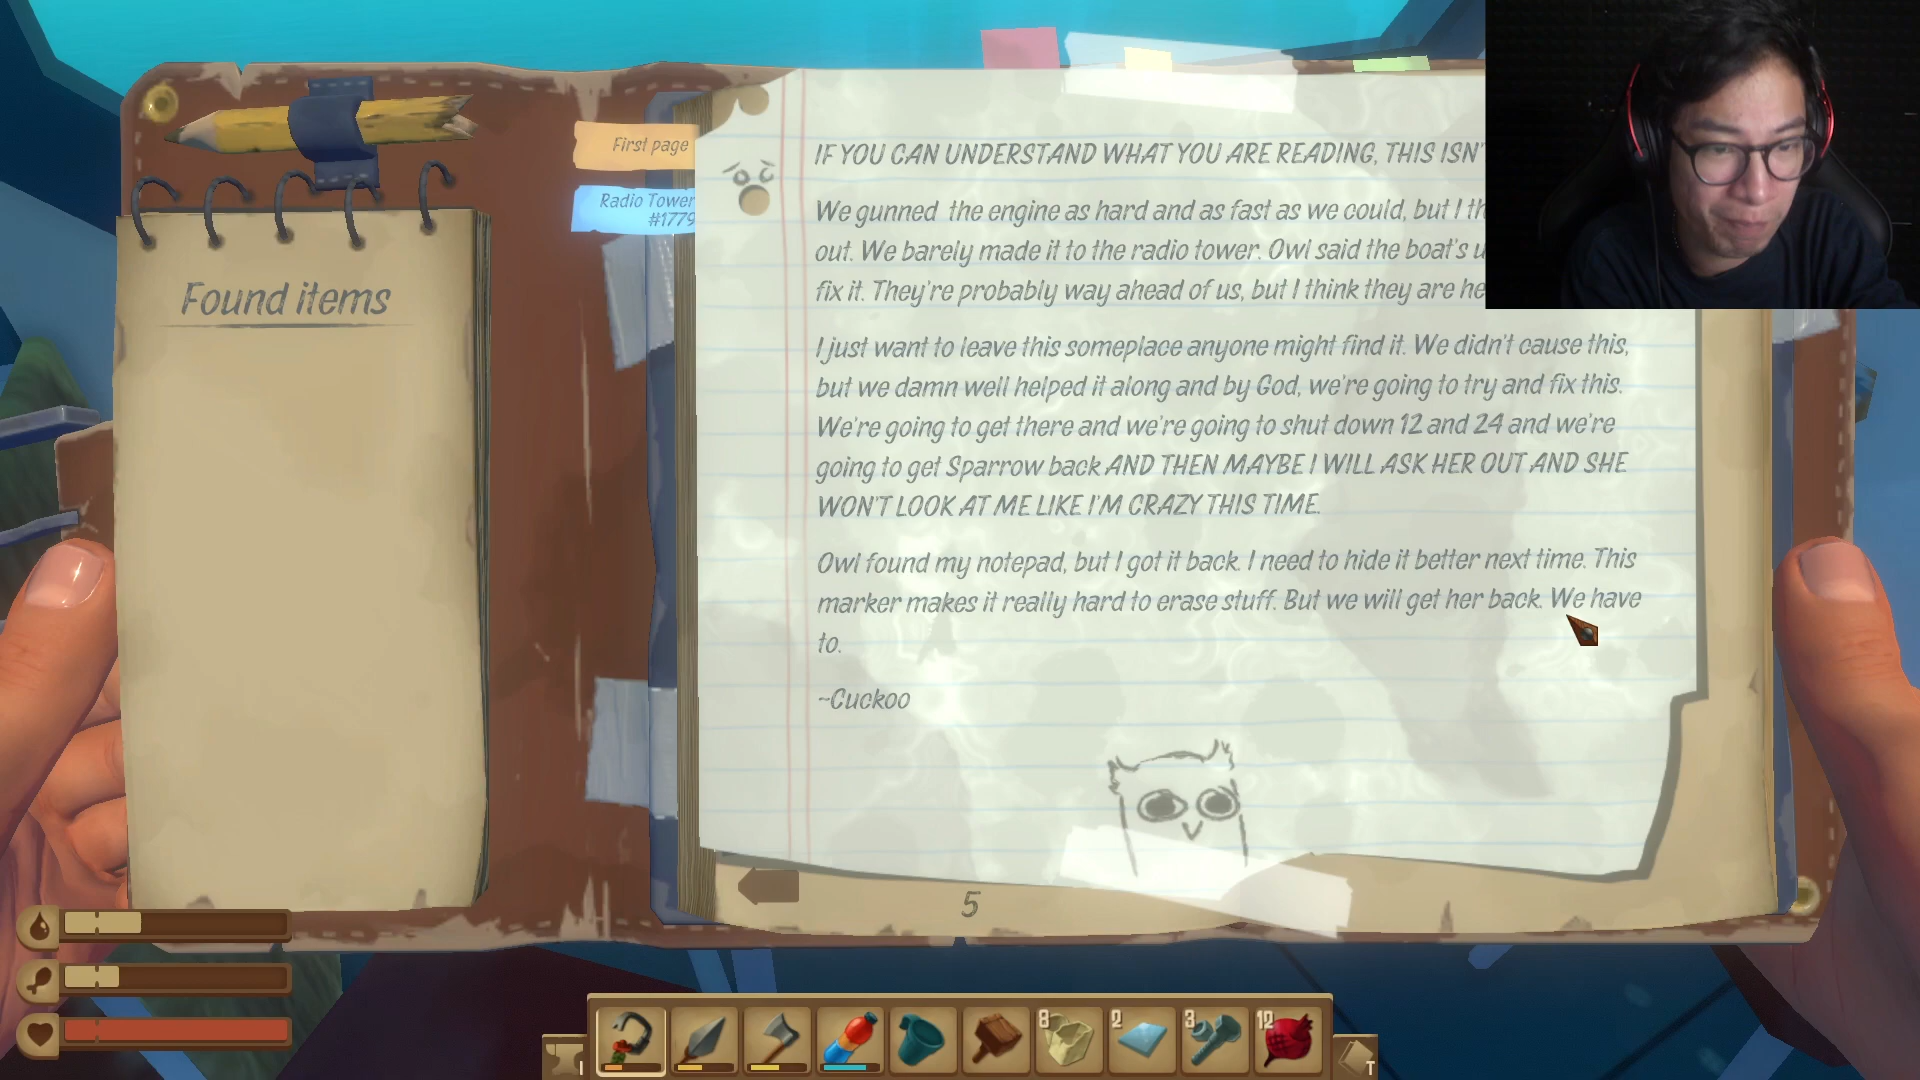 First page
Radio Tower
#1779
Found items
IF YOU CAN UNDERSTAND WHAT YOU ARE READING, THIS ISN'
We gunned the engine as hard and as fast as we could, but I
out. We barely made it to the radio tower. Owl said the boat's
fix it. They're probably way ahead of us, but I think they are
I just want to leave this someplace anyone might find it. We didn't cause this,
but we damn well helped it along and by God, we're going to try and fix this.
We're going to get there and we're going to shut down 12 and 24 and we're
going to get Sparrow back AND THEN MAYBE I WILL ASK HER OUT AND SHE
WON'T LOOK AT ME LIKE I'M CRAZY THIS TIME.
Owl found my notepad, but I got it back. I need to hide it better next time. This
marker makes it really hard to erase stuff. But we will get her back. We have
to.
~Cuckoo
5
I
8
2
3
12
T